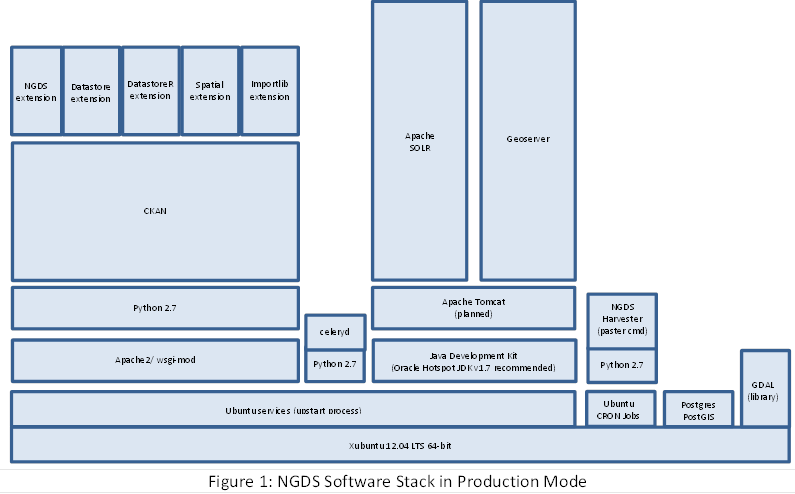 NGDS
extension
Datastore
extension
DatastoreR
extension
Spatial
extension
Importlib
extension
Apache
SOLR
Geoserver
CKAN
Python 2.7
Apache Tomcat
(planned)
NGDS
Harvester
(paster cmd)
celeryd
Apache2/ wsgi-mod
Python 2.7
Java Development Kit
(Oracle Hotspot JDK v1.7 recommended)
Python 2.7
GDAL
(library)
Ubuntu services (upstart process)
Ubuntu
CRON Jobs
Postgres
PostGIS
Xubuntu 12.04 LTS 64-bit
Figure 1: NGDS Software Stack in Production Mode